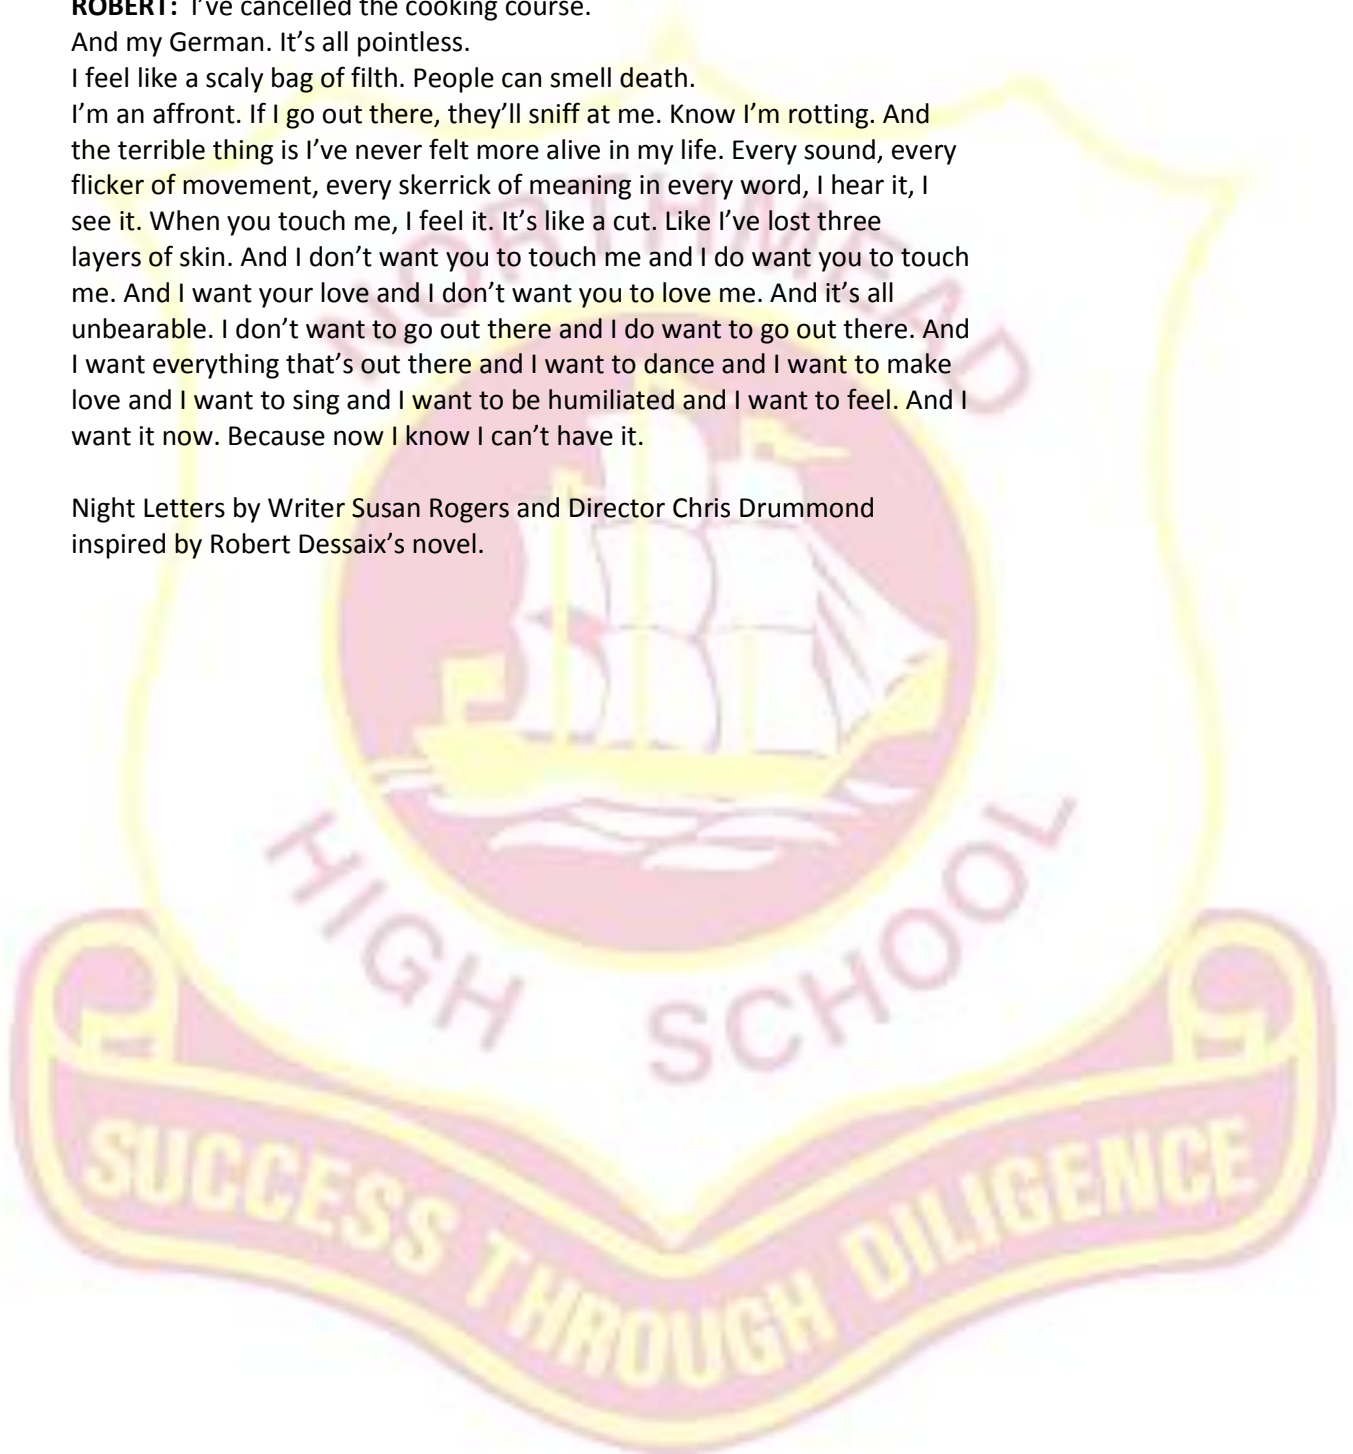 ROBERT: I’ve cancelled the cooking course.
And my German. It’s all pointless.
I feel like a scaly bag of filth. People can smell death.
I’m an affront. If I go out there, they’ll sniff at me. Know I’m rotting. And
the terrible thing is I’ve never felt more alive in my life. Every sound, every
flicker of movement, every skerrick of meaning in every word, I hear it, I
see it. When you touch me, I feel it. It’s like a cut. Like I’ve lost three
layers of skin. And I don’t want you to touch me and I do want you to touch
me. And I want your love and I don’t want you to love me. And it’s all
unbearable. I don’t want to go out there and I do want to go out there. And
I want everything that’s out there and I want to dance and I want to make
love and I want to sing and I want to be humiliated and I want to feel. And I
want it now. Because now I know I can’t have it.
Night Letters by Writer Susan Rogers and Director Chris Drummond
inspired by Robert Dessaix’s novel.
NORTHMEAD
HIGH SCHOOL
SUCCESS THROUGH DILIGENCE